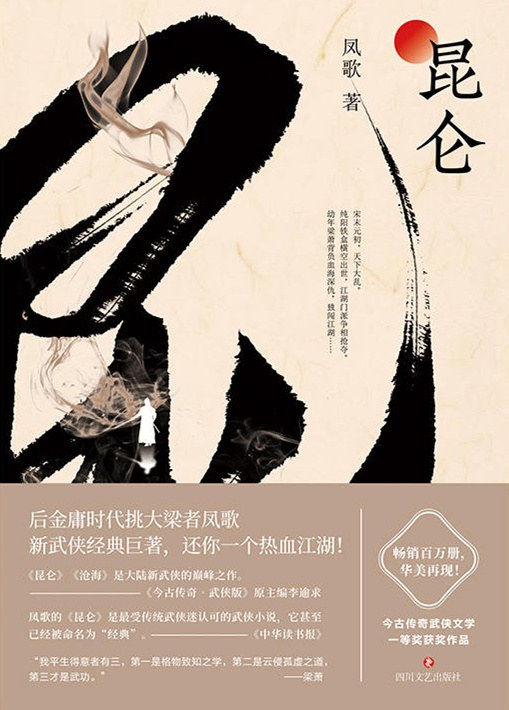 昆仑
凤歌 著
宋末元初，天下大乱。
纯阳铁盒横空出世，江湖门派争相抢夺。
幼年梁萧背负血海深仇，独闯江湖……
后金庸时代挑大梁者凤歌
新武侠经典巨著，还你一个热血江湖！
《昆仑》《沧海》是大陆新武侠的巅峰之作。
——《今古传奇·武侠版》原主编李逾求
凤歌的《昆仑》是最受传统武侠迷认可的武侠小说，它甚至
已经被命名为“经典”。——《中华读书报》
“我平生得意者有三，第一是格物致知之学，第二是云侵孤虚之道，
第三才是武功。”——梁萧
畅销百万册，
华美再现！
今古传奇武侠文学
一等奖获奖作品
四川文艺出版社